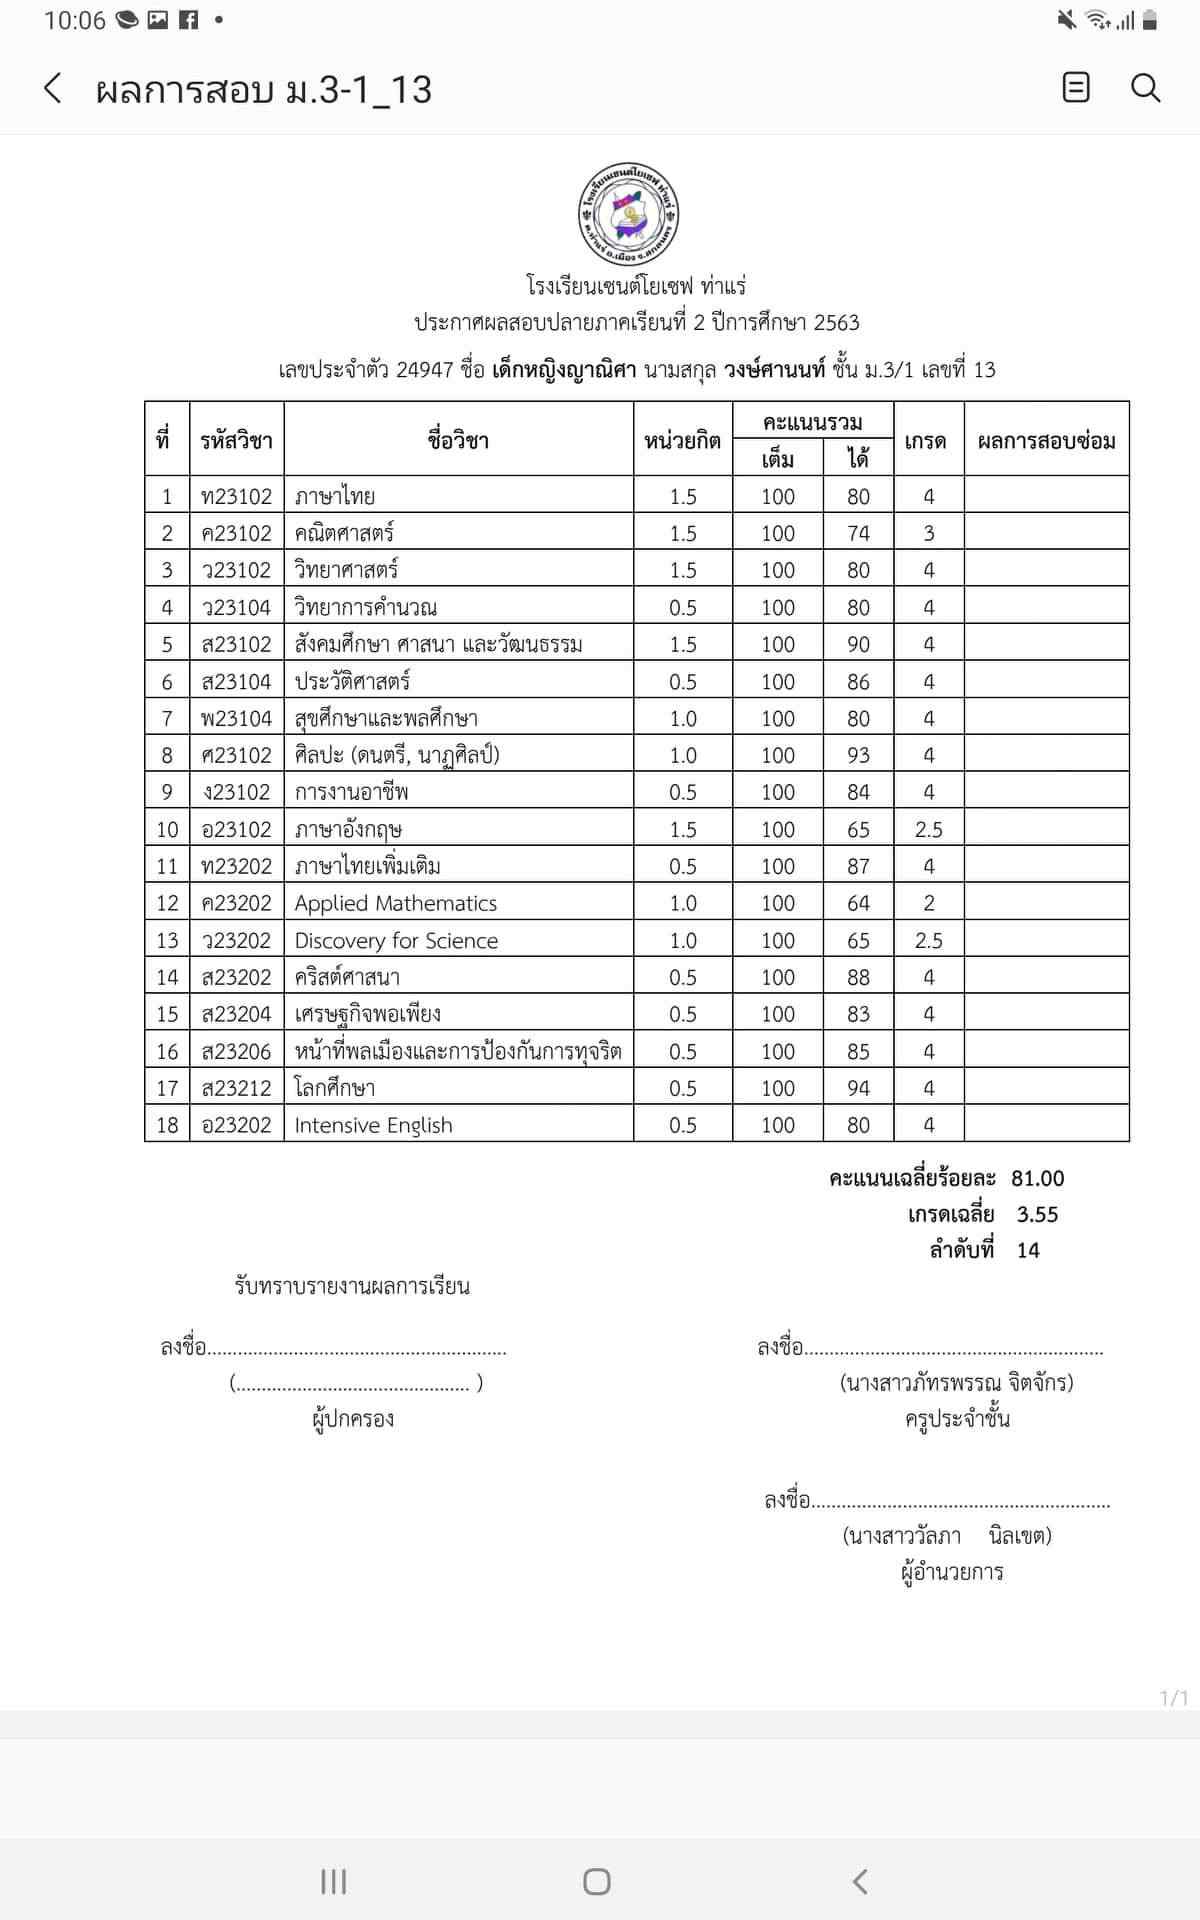 10:06
ผลการสอบ ม.3-1_13
โรงเรียนเซนต์โยเซฟ ท่าแร่
ต.ท่าแร่ อ.เมือง จ.สกลนคร
โรงเรียนเซนต์โยเซฟ ท่าแร่
ประกาศผลสอบปลายภาคเรียนที่ 2 ปีการศึกษา 2563
เลขประจำตัว 24947 ชื่อ เด็กหญิงญาณิศา นามสกุล วงษ์ศานนท์ ชั้น ม.3/1 เลขที่ 13
ที่ รหัสวิชา ชื่อวิชา หน่วยกิต คะแนนรวม เกรด ผลการสอบซ่อม
เต็ม ได้
1 ท23102 ภาษาไทย 1.5 100 80 4
2 ค23102 คณิตศาสตร์ 1.5 100 74 3
3 ว23102 วิทยาศาสตร์ 1.5 100 80 4
4 ว23104 วิทยาการคำนวณ 0.5 100 80 4
5 ส23102 สังคมศึกษา ศาสนา และวัฒนธรรม 1.5 100 90 4
6 ส23104 ประวัติศาสตร์ 0.5 100 86 4
7 พ23104 สุขศึกษาและพลศึกษา 1.0 100 80 4
8 ศ23102 ศิลปะ (ดนตรี, นาฏศิลป์) 1.0 100 93 4
9 ง23102 การงานอาชีพ 0.5 100 84 4
10 อ23102 ภาษาอังกฤษ 1.5 100 65 2.5
11 ท23202 ภาษาไทยเพิ่มเติม 0.5 100 87 4
12 ค23202 Applied Mathematics 1.0 100 64 2
13 ว23202 Discovery for Science 1.0 100 65 2.5
14 ส23202 คริสต์ศาสนา 0.5 100 88 4
15 ส23204 เศรษฐกิจพอเพียง 0.5 100 83 4
16 ส23206 หน้าที่พลเมืองและการป้องกันการทุจริต 0.5 100 85 4
17 ส23212 โลกศึกษา 0.5 100 94 4
18 อ23202 Intensive English 0.5 100 80 4
คะแนนเฉลี่ยร้อยละ 81.00
เกรดเฉลี่ย 3.55
ลำดับที่ 14
รับทราบรายงานผลการเรียน
ลงชื่อ........................................................... ลงชื่อ...........................................................
(.............................................. ) (นางสาวภัทรพรรณ จิตจักร)
ผู้ปกครอง ครูประจำชั้น
ลงชื่อ...........................................................
(นางสาววัลภา นิลเขต)
ผู้อำนวยการ
1/1